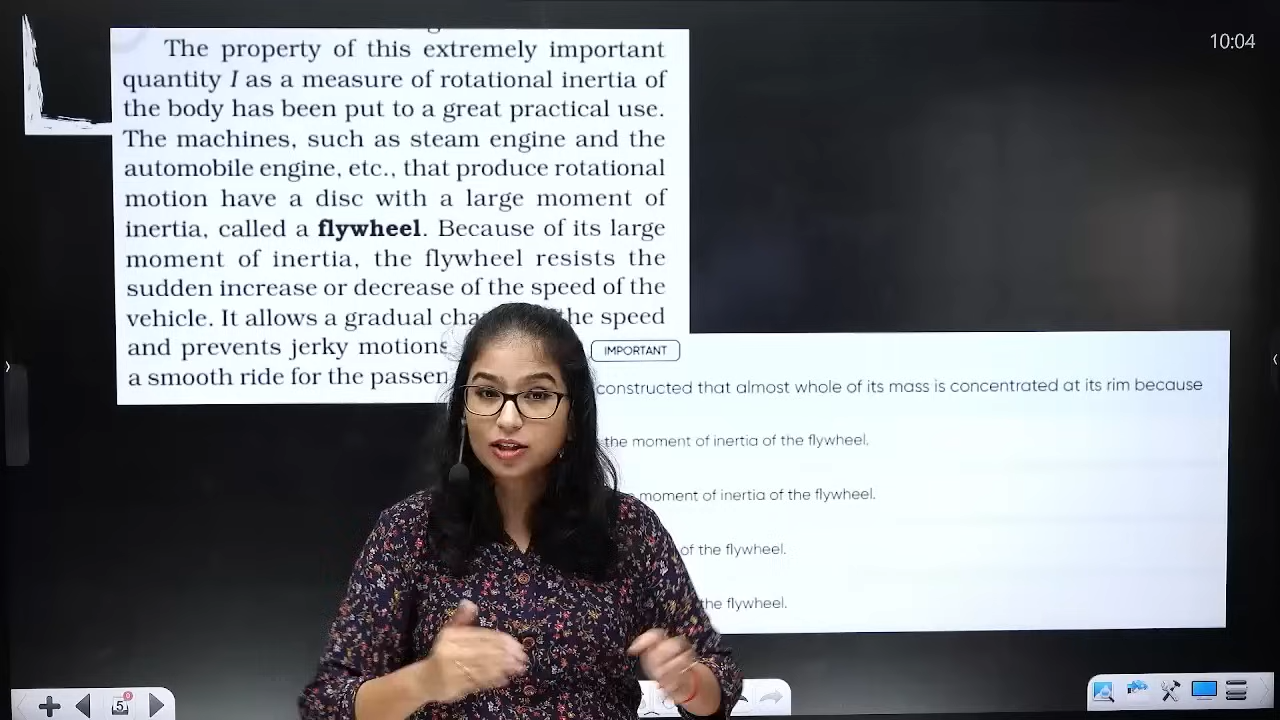 The property of this extremely important
quantity I as a measure of rotational inertia of
the body has been put to a great practical use.
The machines, such as steam engine and the
automobile engine, etc., that produce rotational
motion have a disc with a large moment of
inertia, called a flywheel. Because of its large
moment of inertia, the flywheel resists the
sudden increase or decrease of the speed of the
vehicle. It allows a gradual the speed
and prevents jerky motions
a smooth ride for the
10:04
IMPORTANT
constructed that almost whole of its mass is concentrated at its rim because
the moment of inertia of the flywheel.
moment of inertia of the flywheel.
of the flywheel.
the flywheel.
5